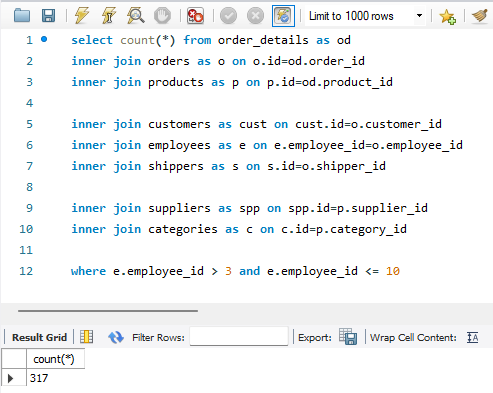 Limit to 1000 rows
1 select count(*) from order_details as od
2 inner join orders as o on o.id=od.order_id
3 inner join products as p on p.id=od.product_id
4
5 inner join customers as cust on cust.id=o.customer_id
6 inner join employees as e on e.employee_id=o.employee_id
7 inner join shippers as s on s.id=o.shipper_id
8
9 inner join suppliers as spp on spp.id=p.supplier_id
10 inner join categories as c on c.id=p.category_id
11
12 where e.employee_id > 3 and e.employee_id <= 10
Result Grid Filter Rows: Export: Wrap Cell Content: IA
count(*)
317